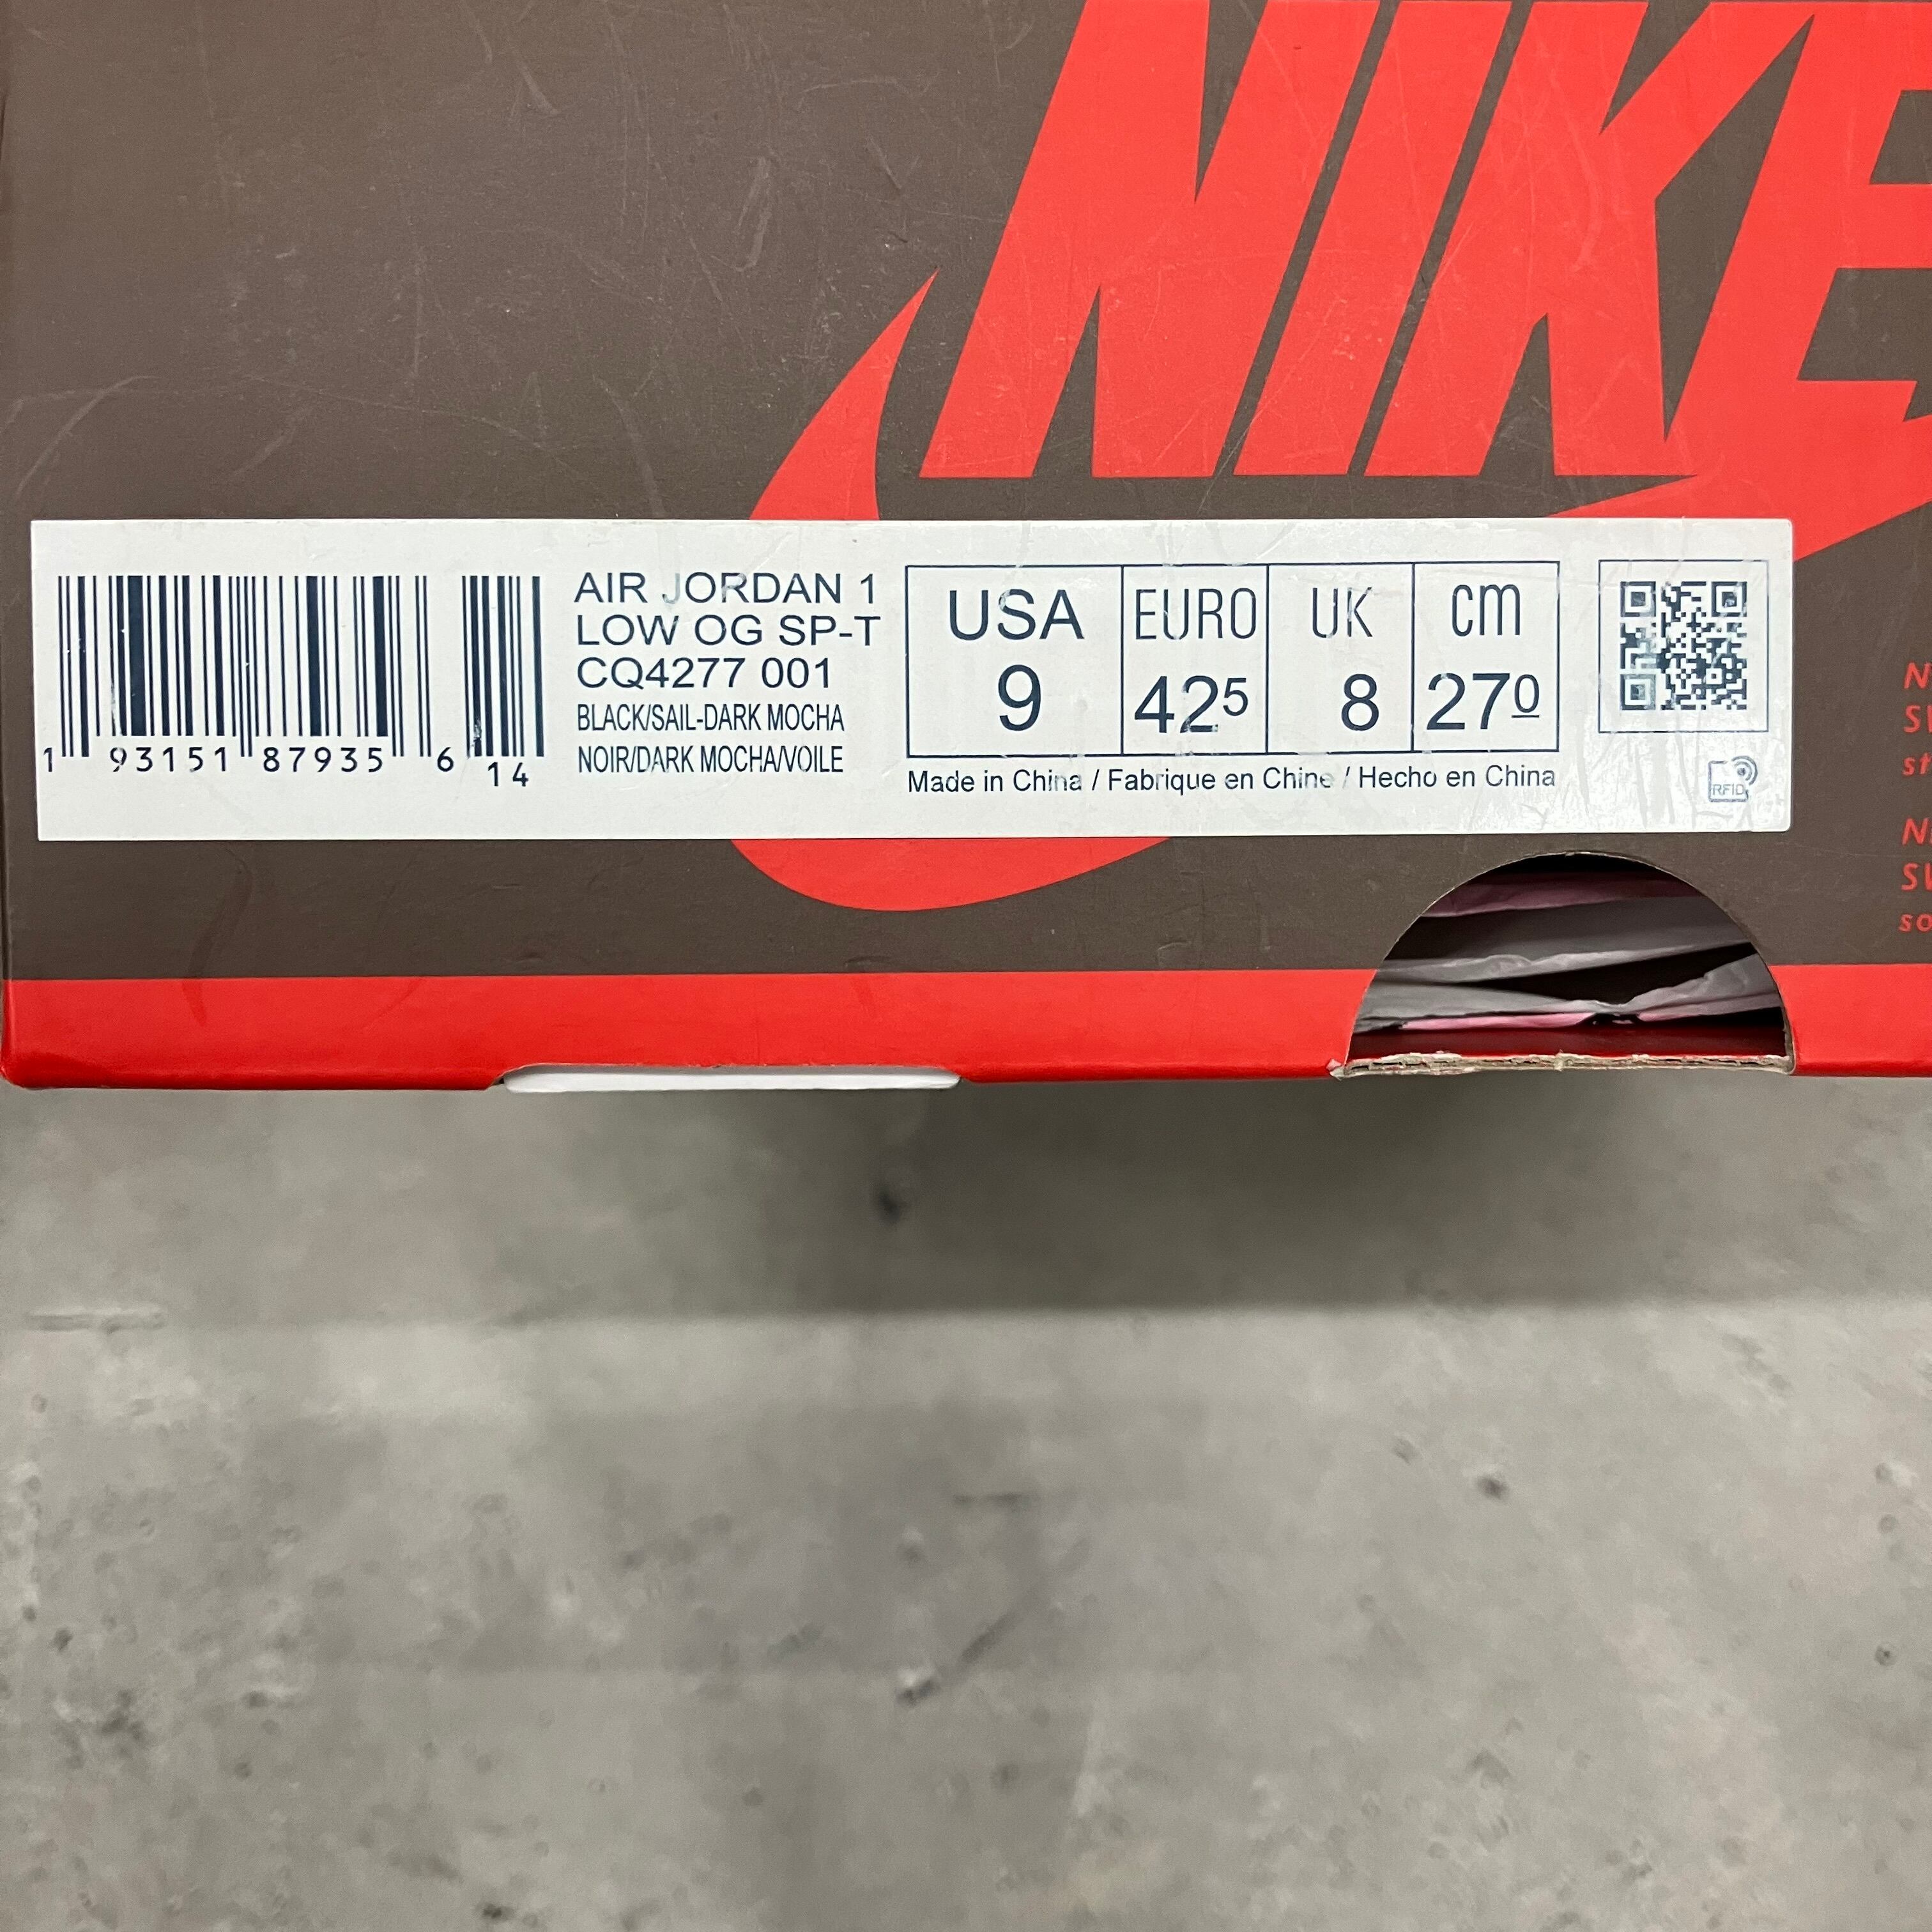 NIKE
AIR JORDAN 1
LOW OG SP-T
CQ4277 001
BLACK/SAIL-DARK MOCHA
NOIR/DARK MOCHA/VOILE
1 93151 87935 6 14
USA EURO UK cm
9 42 5 8 27 0
Made in China / Fabrique en Chine / Hecho en China
RFID